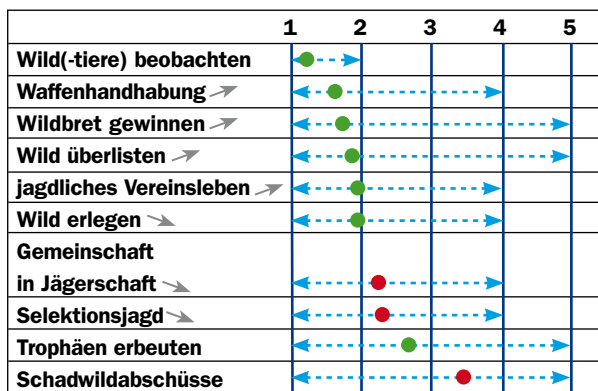 1 2 3 4 5
Wild(-tiere) beobachten
Waffenhandhabung
Wildbret gewinnen
Wild überlisten
jagdliches Vereinsleben
Wild erlegen
Gemeinschaft
in Jägerschaft
Selektionsjagd
Trophäen erbeuten
Schadwildabschüsse